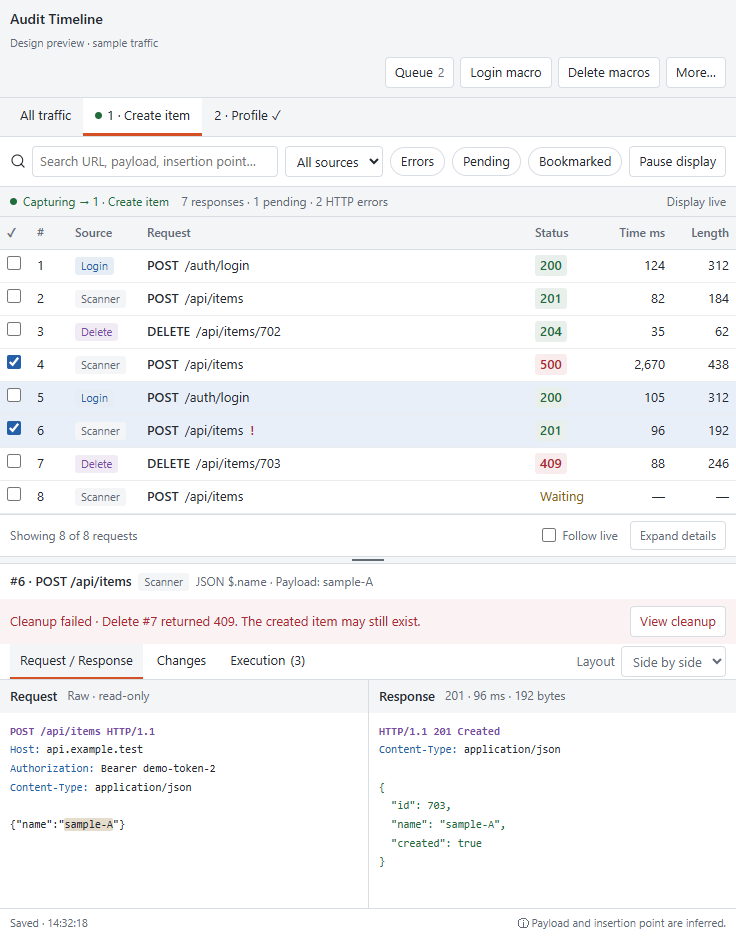 Audit Timeline
Design preview · sample traffic
Queue 2 Login macro Delete macros More...
All traffic 1 · Create item 2 · Profile ✓
Search URL, payload, insertion point... All sources Errors Pending Bookmarked Pause display
Capturing → 1 · Create item 7 responses · 1 pending · 2 HTTP errors Display live
✓ # Source Request Status Time ms Length
1 Login POST /auth/login 200 124 312
2 Scanner POST /api/items 201 82 184
3 Delete DELETE /api/items/702 204 35 62
4 Scanner POST /api/items 500 2,670 438
5 Login POST /auth/login 200 105 312
6 Scanner POST /api/items ! 201 96 192
7 Delete DELETE /api/items/703 409 88 246
8 Scanner POST /api/items Waiting — —
Showing 8 of 8 requests Follow live Expand details
#6 · POST /api/items Scanner JSON $.name · Payload: sample-A
Cleanup failed · Delete #7 returned 409. The created item may still exist. View cleanup
Request / Response Changes Execution (3) Layout Side by side
Request Raw · read-only
POST /api/items HTTP/1.1
Host: api.example.test
Authorization: Bearer demo-token-2
Content-Type: application/json
{"name":"sample-A"}
Response 201 · 96 ms · 192 bytes
HTTP/1.1 201 Created
Content-Type: application/json
{
"id": 703,
"name": "sample-A",
"created": true
}
Saved · 14:32:18 ⓘ Payload and insertion point are inferred.